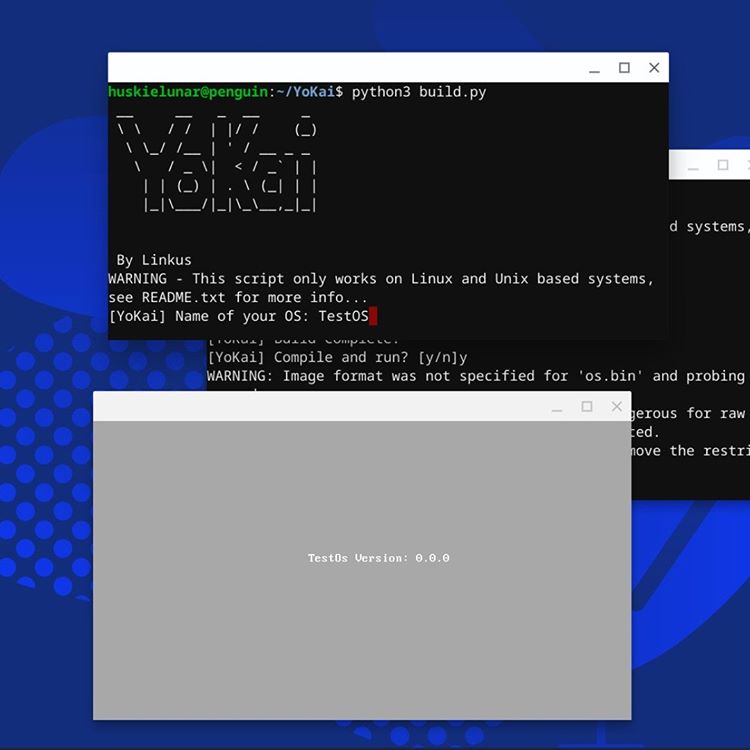 huskielunar@penguin:~/YoKai$ python3 build.py
YoKai
By Linkus
WARNING - This script only works on Linux and Unix based systems,
see README.txt for more info...
[YoKai] Name of your OS: TestOS
d systems,
[YoKai] Build Complete.
[YoKai] Compile and run? [y/n]y
WARNING: Image format was not specified for 'os.bin' and probing
gerous for raw
ted.
move the restri
TestOs Version: 0.0.0